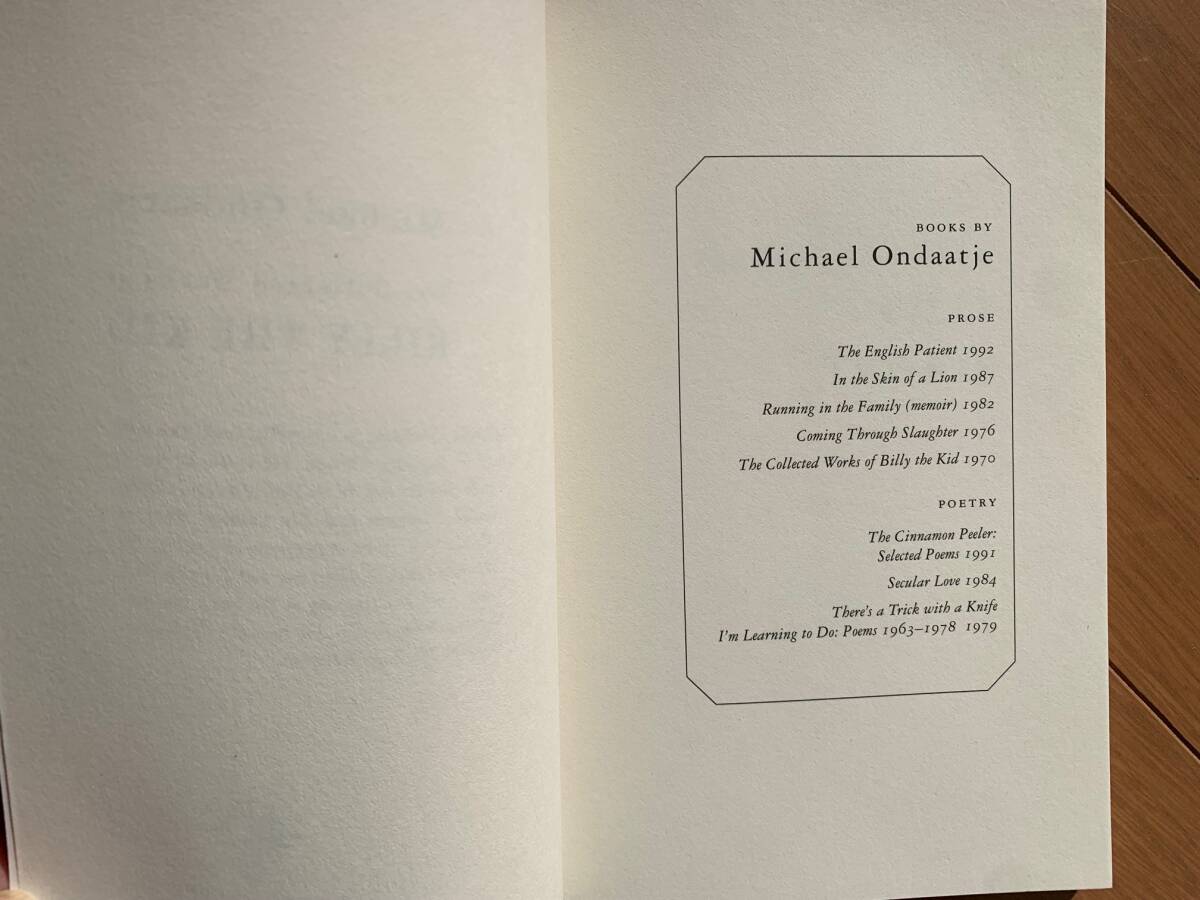 BOOKS BY
Michael Ondaatje
PROSE
The English Patient 1992
In the Skin of a Lion 1987
Running in the Family (memoir) 1982
Coming Through Slaughter 1976
The Collected Works of Billy the Kid 1970
POETRY
The Cinnamon Peeler:
Selected Poems 1991
Secular Love 1984
There's a Trick with a Knife
I'm Learning to Do: Poems 1963–1978 1979